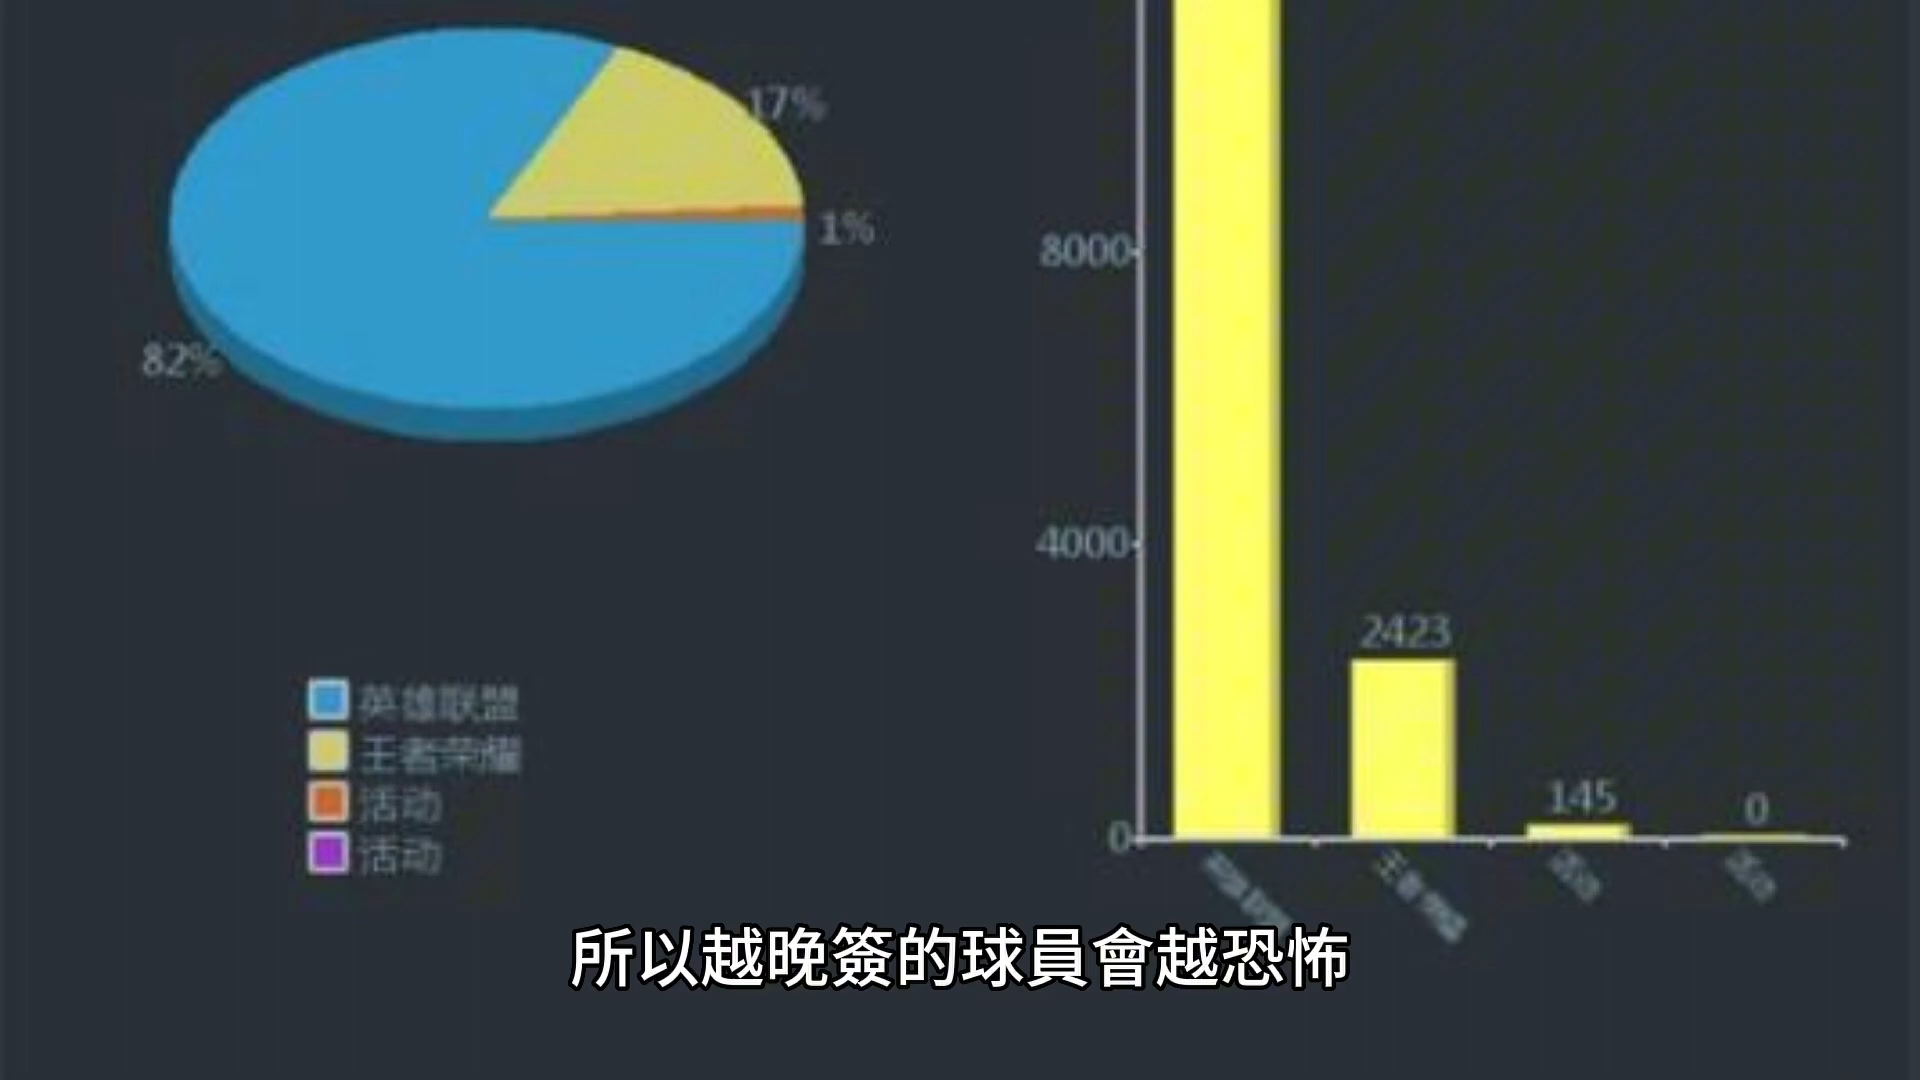 17%
1%
82%
英雄联盟
王者荣耀
活动
活动
8000
4000
0
2423
145
0
所以越晚簽的球員會越恐怖